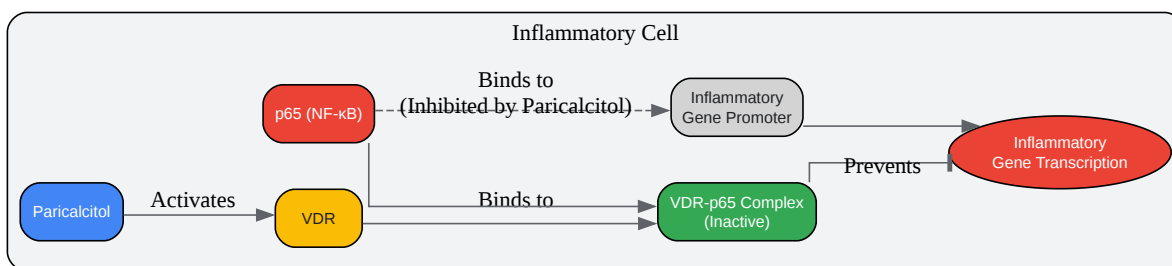 Inflammatory Cell
Binds to
(Inhibited by Paricalcitol)
p65 (NF-κB)
Inflammatory
Gene Promoter
Inflammatory
Gene Transcription
Prevents
Paricalcitol
Activates
VDR
Binds to
VDR-p65 Complex
(Inactive)